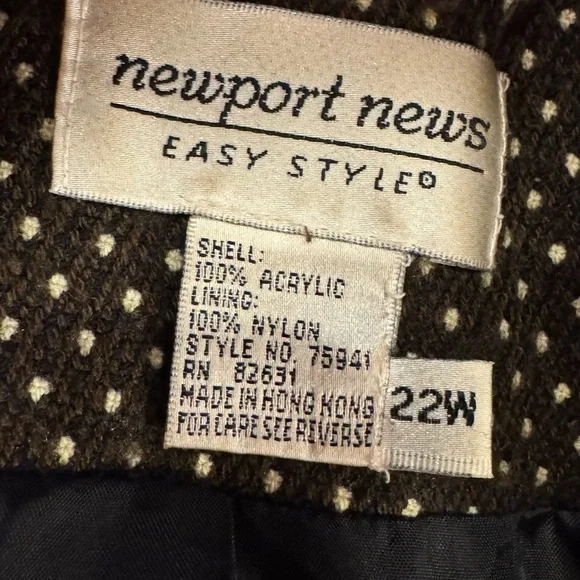 newport news
EASY STYLE®
SHELL:
100% ACRYLIC
LINING:
100% NYLON
STYLE NO. 75941
RN 82631
MADE IN HONG KONG
FOR CARE SEE REVERSE
22W